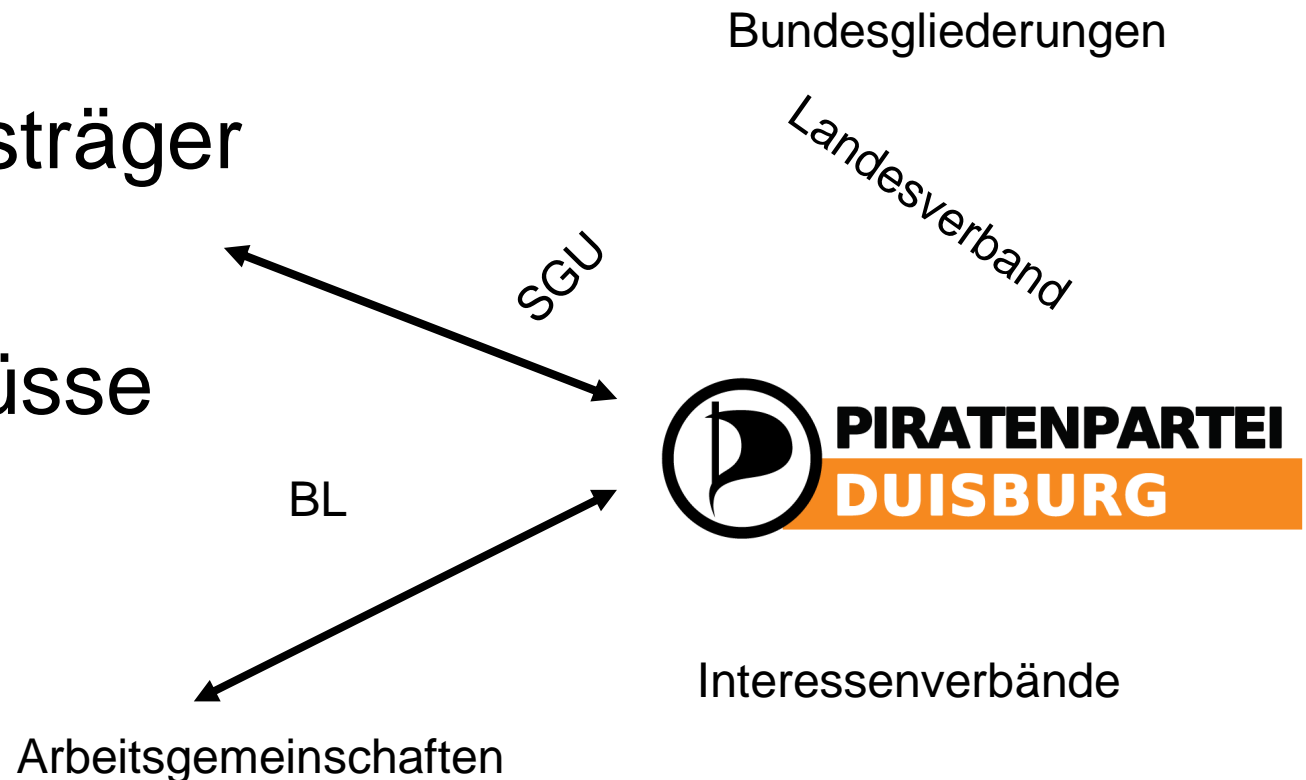 Bundesgliederungen
sträger
Landesverband
SGU
üsse
PIRATENPARTEI
DUISBURG
BL
Interessenverbände
Arbeitsgemeinschaften